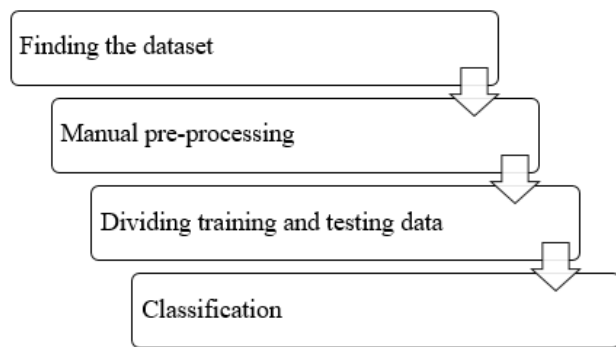 Finding the dataset
Manual pre-processing
Dividing training and testing data
Classification